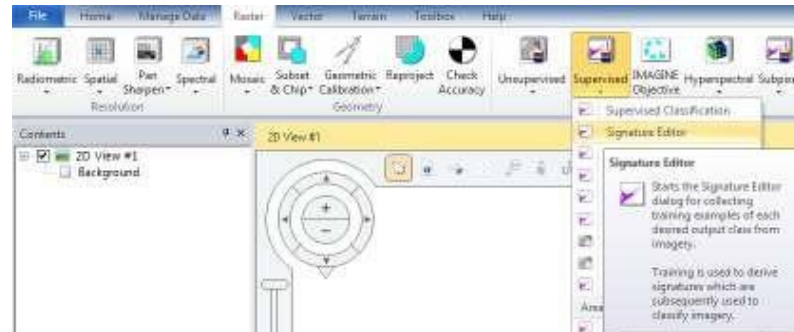 File Home Manage Data Raster Vector Terrain Toolbox Help
Radiometric Spatial Pan Sharpen Spectral Mosaic Subset & Chip Geometric Calibration Reproject Check Accuracy Unsupervised Supervised IMAGINE Objective Hyperspectral Subpixel
Resolution Geometry
Contents
2D View #1
Supervised Classification
Signature Editor
2D View #1
Background
Signature Editor
Starts the Signature Editor
dialog for collecting
training examples of each
desired output class from
imagery.
Training is used to derive
signatures which are
subsequently used to
classify imagery.